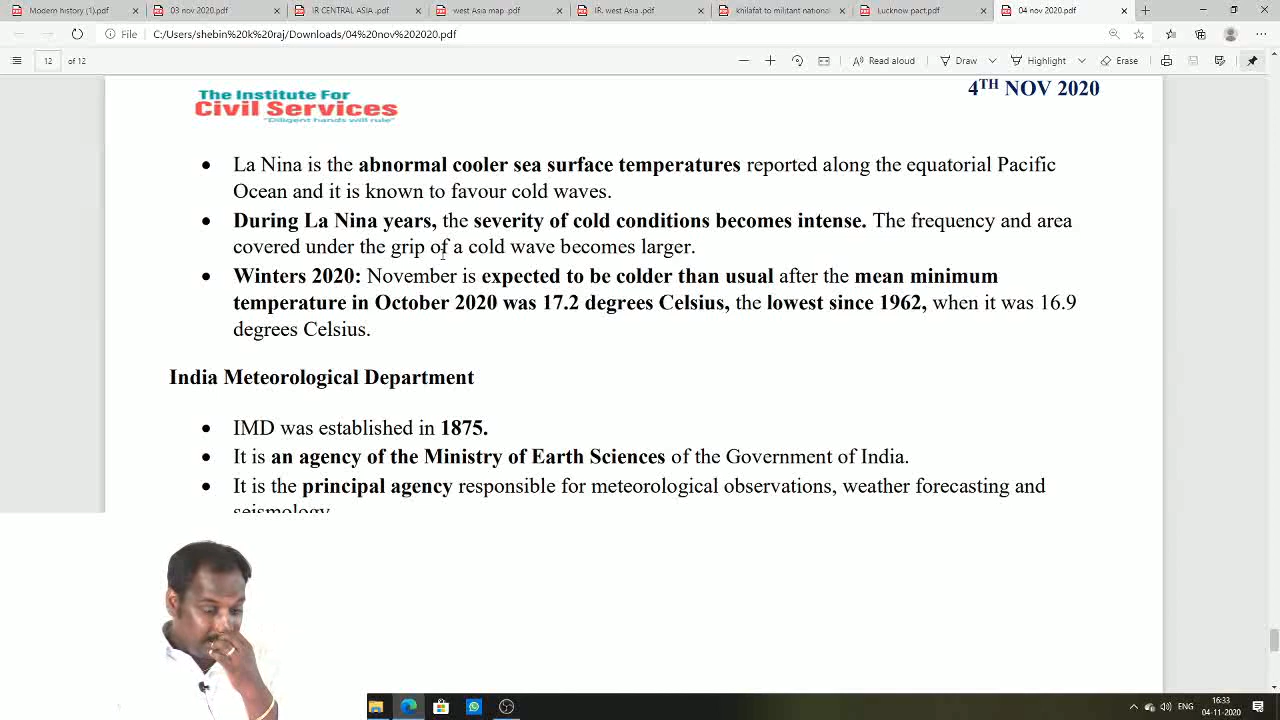 Modern history (1).pdf
03 nov 2020.pdf
IR CENTRAL ASIA.pdf
west Asia map .pdf
IR. west Asia .pdf
khilafat to militant national
Lucknow pact.pdf
04 nov 2020.pdf
File C:/Users/shebin%20k%20raj/Downloads/04%20nov%202020.pdf
12 of 12
Read aloud
Draw
Highlight
Erase
The Institute For
Civil Services
"Diligent hands will rule"
4TH NOV 2020
• La Nina is the abnormal cooler sea surface temperatures reported along the equatorial Pacific
Ocean and it is known to favour cold waves.
• During La Nina years, the severity of cold conditions becomes intense. The frequency and area
covered under the grip of a cold wave becomes larger.
• Winters 2020: November is expected to be colder than usual after the mean minimum
temperature in October 2020 was 17.2 degrees Celsius, the lowest since 1962, when it was 16.9
degrees Celsius.
India Meteorological Department
• IMD was established in 1875.
• It is an agency of the Ministry of Earth Sciences of the Government of India.
• It is the principal agency responsible for meteorological observations, weather forecasting and
seismology.
ENG
16:33
04-11-2020